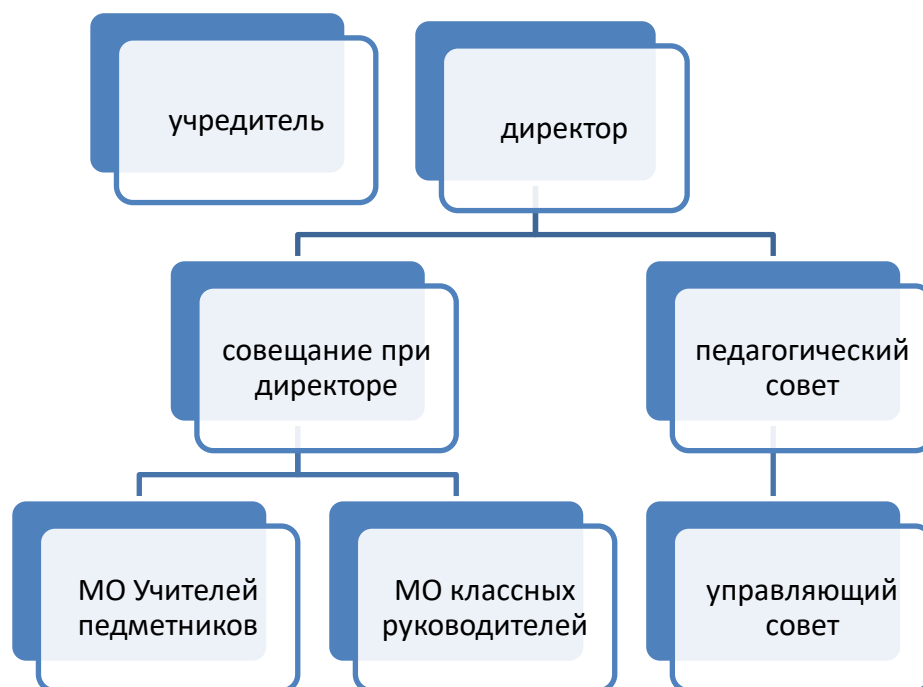 учредитель
директор
совещание при
директоре
педагогический
совет
МО Учителей
педметников
МО классных
руководителей
управляющий
совет